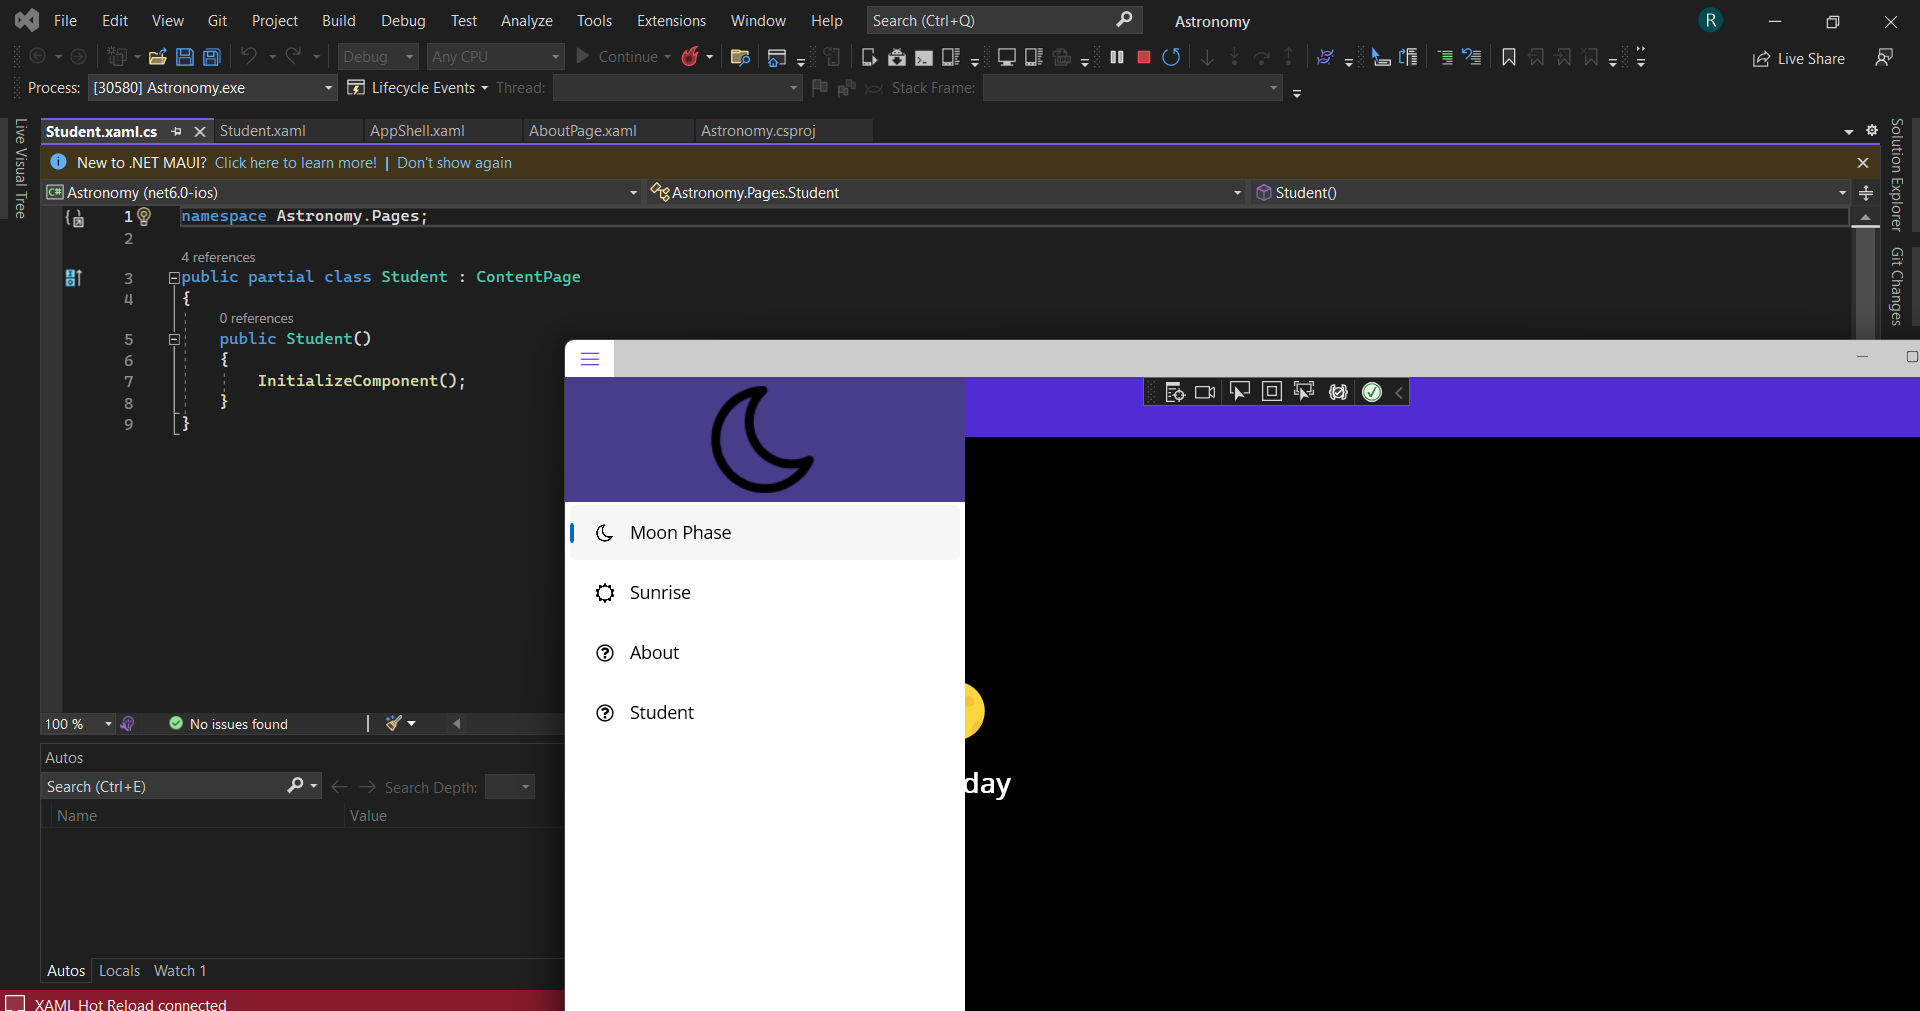 File Edit View Git Project Build Debug Test Analyze Tools Extensions Window Help Search (Ctrl+Q) Astronomy R
Debug Any CPU Continue Live Share
Process: [30580] Astronomy.exe Lifecycle Events Thread: Stack Frame:
Live Visual Tree
Student.xaml.cs Student.xaml AppShell.xaml AboutPage.xaml Astronomy.csproj
Solution Explorer
Git Changes
New to .NET MAUI? Click here to learn more! | Don't show again
C# Astronomy (net6.0-ios) Astronomy.Pages.Student Student()
1 namespace Astronomy.Pages;
2
4 references
3 public partial class Student : ContentPage
4 {
0 references
5 public Student()
6 {
7 InitializeComponent();
8 }
9 }
Moon Phase
Sunrise
About
Student
day
100 % No issues found
Autos
Search (Ctrl+E) Search Depth:
Name Value
Autos Locals Watch 1
XAML Hot Reload connected